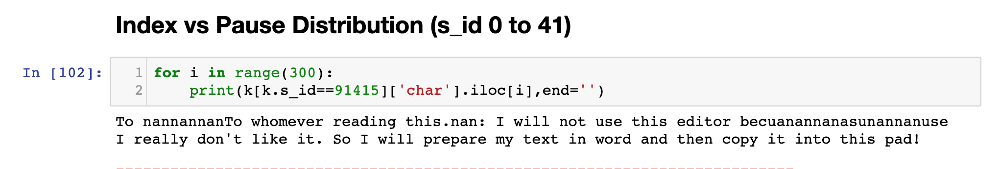 Index vs Pause Distribution (s_id 0 to 41)
In [102]:
1 for i in range(300):
2     print(k[k.s_id==91415]['char'].iloc[i],end='')
To nannannanTo whomever reading this.nan: I will not use this editor becuanannanasunannanuse
I really don't like it. So I will prepare my text in word and then copy it into this pad!
___________________________________________________________________________